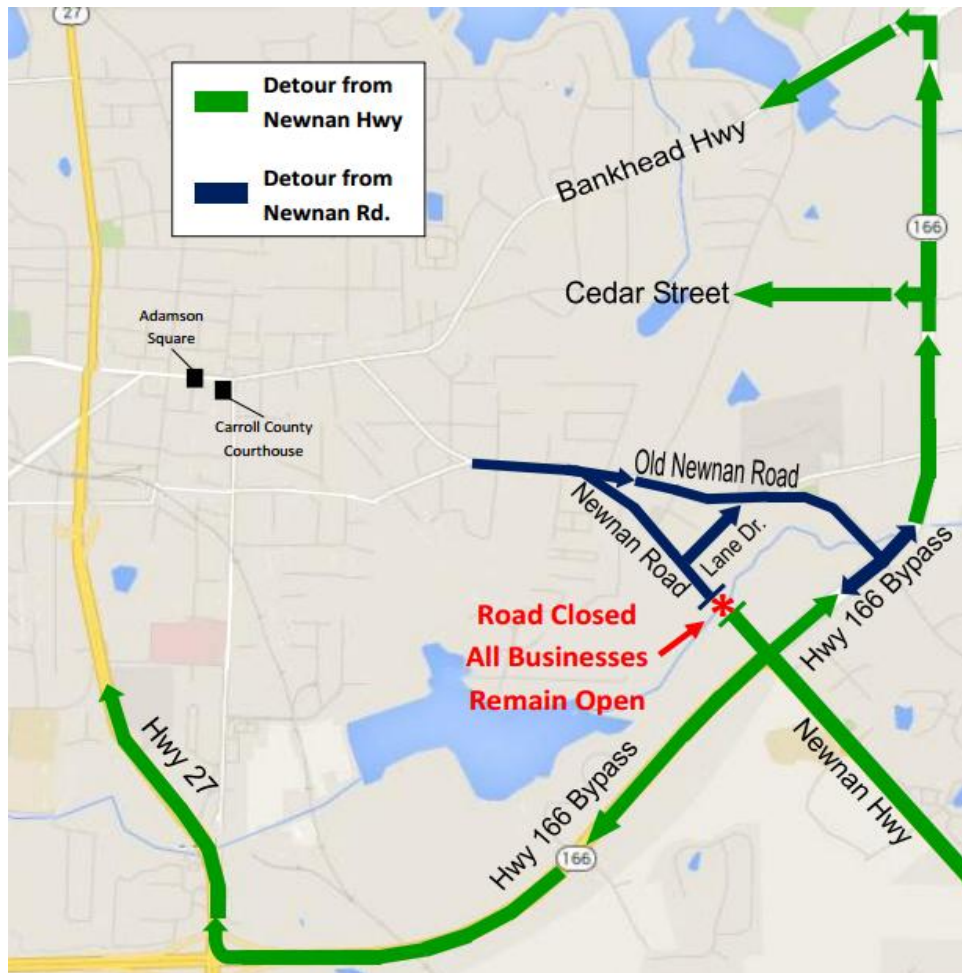 27
Detour from
Newnan Hwy
Detour from
Newnan Rd.
Bankhead Hwy
166
Cedar Street
Adamson
Square
Carroll County
Courthouse
Old Newnan Road
Newnan Road
Lane Dr.
Hwy 166 Bypass
*
Road Closed
All Businesses
Remain Open
Hwy 27
Hwy 166 Bypass
Newnan Hwy
166